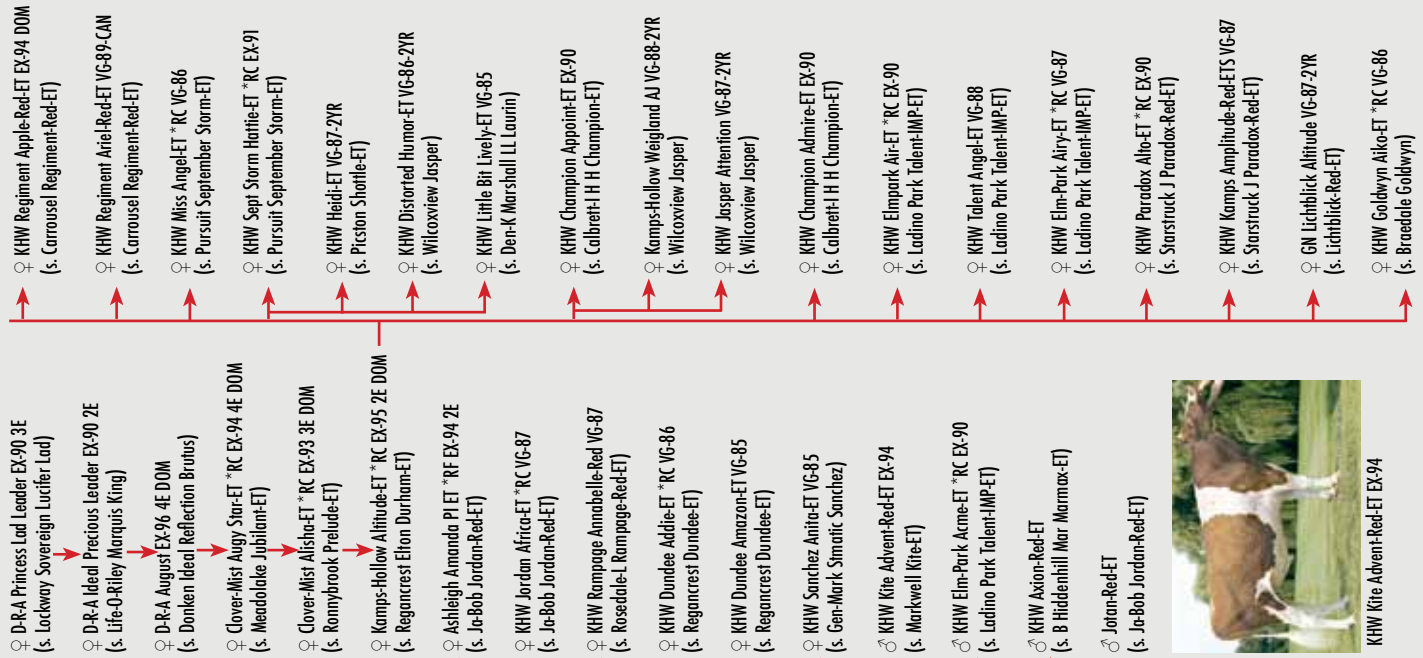 ♀ D-R-A Princess Lad Leader EX-90 3E
(s. Lockway Sovereign Lucifer Lad)
♀ D-R-A Ideal Precious Leader EX-90 2E
(s. Life-O-Riley Marquis King)
♀ D-R-A August EX-96 4E DOM
(s. Donken Ideal Reflection Brutus)
♀ Clover-Mist Augy Star-ET *RC EX-94 4E DOM
(s. Meadolake Jubilant-ET)
♀ Clover-Mist Alisha-ET *RC EX-93 3E DOM
(s. Ronnybrook Prelude-ET)
♀ Kamps-Hollow Altitude-ET *RC EX-95 2E DOM
(s. Regancrest Elton Durham-ET)
♀ Ashleigh Amanda PI ET *RF EX-94 2E
(s. Ja-Bob Jordan-Red-ET)
♀ KHW Jordan Africa-ET *RC VG-87
(s. Ja-Bob Jordan-Red-ET)
♀ KHW Rampage Annabelle-Red VG-87
(s. Rosedale-L Rampage-Red-ET)
♀ KHW Dundee Addie-ET *RC VG-86
(s. Regancrest Dundee-ET)
♀ KHW Dundee Amazon-ET VG-85
(s. Regancrest Dundee-ET)
♀ KHW Sanchez Anita-ET VG-85
(s. Gen-Mark Stmatic Sanchez)
♂ KHW Kite Advent-Red-ET EX-94
(s. Markwell Kite-ET)
♂ KHW Elm-Park Acme-ET *RC EX-90
(s. Ladino Park Talent-IMP-ET)
♂ KHW Axion-Red-ET
(s. B Hiddenhill Mar Marmax-ET)
♂ Jotan-Red-ET
(s. Ja-Bob Jordan-Red-ET)
♀ KHW Regiment Apple-Red-ET EX-94 DOM
(s. Carrousel Regiment-Red-ET)
♀ KHW Regiment Ariel-Red-ET VG-89-CAN
(s. Carrousel Regiment-Red-ET)
♀ KHW Miss Angel-ET *RC VG-86
(s. Pursuit September Storm-ET)
♀ KHW Sept Storm Hattie-ET *RC EX-91
(s. Pursuit September Storm-ET)
♀ KHW Heidi-ET VG-87-2YR
(s. Picston Shottle-ET)
♀ KHW Distorted Humor-ET VG-86-2YR
(s. Wilcoxview Jasper)
♀ KHW Little Bit Lively-ET VG-85
(s. Den-K Marshall LL Laurin)
♀ KHW Champion Appoint-ET EX-90
(s. Calbrett-I H H Champion-ET)
♀ Kamps-Hollow Weigland AJ VG-88-2YR
(s. Wilcoxview Jasper)
♀ KHW Jasper Attention VG-87-2YR
(s. Wilcoxview Jasper)
♀ KHW Champion Admire-ET EX-90
(s. Calbrett-I H H Champion-ET)
♀ KHW Elmpark Air-ET *RC EX-90
(s. Ladino Park Talent-IMP-ET)
♀ KHW Talent Angel-ET VG-88
(s. Ladino Park Talent-IMP-ET)
♀ KHW Elm-Park Airy-ET *RC VG-87
(s. Ladino Park Talent-IMP-ET)
♀ KHW Paradox Alko-ET *RC EX-90
(s. Starstruck J Paradox-Red-ET)
♀ KHW Kamps Amplitude-Red-ETS VG-87
(s. Starstruck J Paradox-Red-ET)
♀ GN Lichtblick Altitude VG-87-2YR
(s. Lichtblick-Red-ET)
♀ KHW Goldwyn Aiko-ET *RC VG-86
(s. Braedale Goldwyn)
KHW Kite Advent-Red-ET EX-94